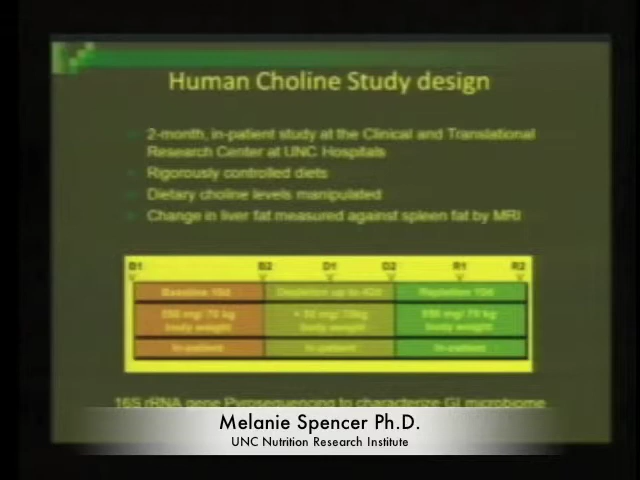 Human Choline Study design
2-month, in-patient study at the Clinical and Translational
Research Center at UNC Hospitals
Rigorously controlled diets
Dietary choline levels manipulated
Change in liver fat measured against spleen fat by MRI
B1 B2 D1 D2 R1 R2
Baseline 10d Depletion up to 42d Repletion 10d
550 mg/ 70 kg < 50 mg/ 70kg
body weight body weight body weight
In-patient In-patient In-patient
16S rRNA gene Pyrosequencing to characterize GI microbiome
Melanie Spencer Ph.D.
UNC Nutrition Research Institute